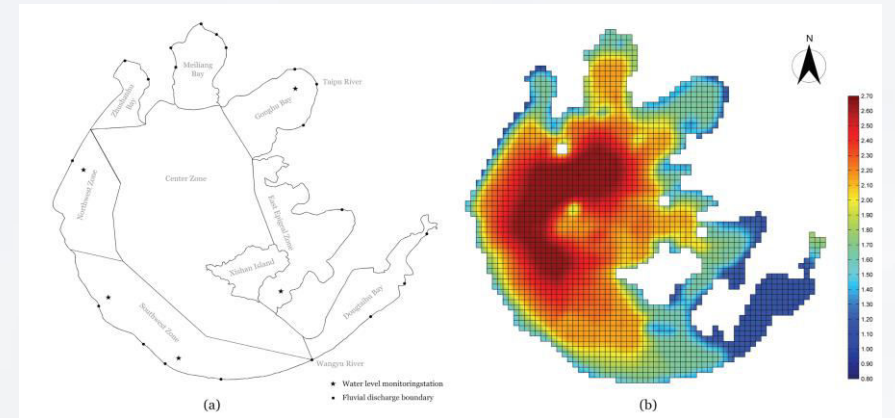 Meiliang
Bay
Zhushanhu
Bay
Gonghu Bay
Taipu River
Northwest Zone
Center Zone
East Epigeal Zone
Xishan Island
Dongtaihu Bay
Southwest Zone
Wangyu River
★ Water level monitoringstation
• Fluvial discharge boundary
(a)
N
2.70
2.60
2.50
2.40
2.30
2.20
2.10
2.00
1.90
1.80
1.70
1.60
1.50
1.40
1.30
1.20
1.10
1.00
0.90
0.80
(b)